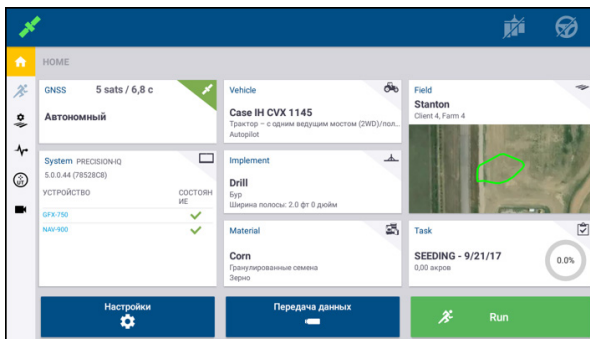 HOME
GNSS 5 sats / 6,8 с
Автономный
System PRECISION-IQ
5.0.0.44 (78528C8)
УСТРОЙСТВО СОСТОЯН
ИЕ
GFX-750
NAV-900
Vehicle
Case IH CVX 1145
Трактор – с одним ведущим мостом (2WD)/пол...
Autopilot
Implement
Drill
Бур
Ширина полосы: 2.0 фт 0 дюйм
Material
Corn
Гранулированные семена
Зерно
Field
Stanton
Client 4, Farm 4
Task
SEEDING - 9/21/17
0,00 акров
0.0%
Настройки
Передача данных
Run